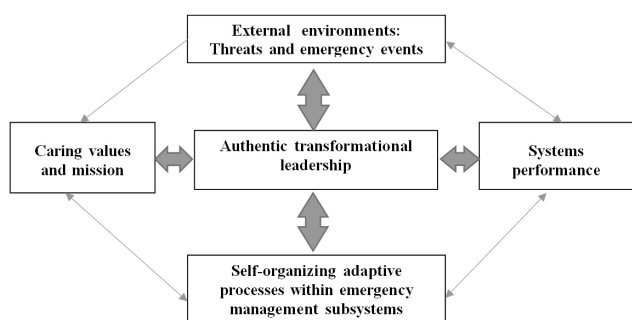 External environments:
Threats and emergency events
Caring values
and mission
Authentic transformational
leadership
Systems
performance
Self-organizing adaptive
processes within emergency
management subsystems